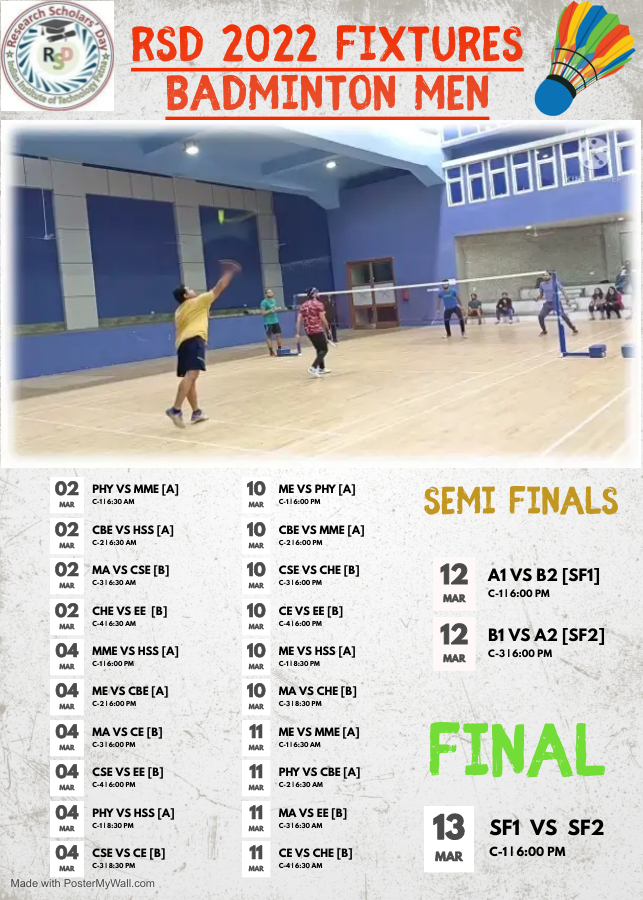 Research Scholars' Day
RSD
Indian Institute of Technology Patna
RSD 2022 FIXTURES
BADMINTON MEN
02 MAR PHY VS MME [A]
C-1|6:30 AM
02 MAR CBE VS HSS [A]
C-2|6:30 AM
02 MAR MA VS CSE [B]
C-3|6:30 AM
02 MAR CHE VS EE [B]
C-4|6:30 AM
04 MAR MME VS HSS [A]
C-1|6:00 PM
04 MAR ME VS CBE [A]
C-2|6:00 PM
04 MAR MA VS CE [B]
C-3|6:00 PM
04 MAR CSE VS EE [B]
C-4|6:00 PM
04 MAR PHY VS HSS [A]
C-1|8:30 PM
04 MAR CSE VS CE [B]
C-3|8:30 PM
10 MAR ME VS PHY [A]
C-1|6:00 PM
10 MAR CBE VS MME [A]
C-2|6:00 PM
10 MAR CSE VS CHE [B]
C-3|6:00 PM
10 MAR CE VS EE [B]
C-4|6:00 PM
10 MAR ME VS HSS [A]
C-1|8:30 PM
10 MAR MA VS CHE [B]
C-3|8:30 PM
11 MAR ME VS MME [A]
C-1|6:30 AM
11 MAR PHY VS CBE [A]
C-2|6:30 AM
11 MAR MA VS EE [B]
C-3|6:30 AM
11 MAR CE VS CHE [B]
C-4|6:30 AM
SEMI FINALS
12 MAR A1 VS B2 [SF1]
C-1|6:00 PM
12 MAR B1 VS A2 [SF2]
C-3|6:00 PM
FINAL
13 MAR SF1 VS SF2
C-1|6:00 PM
Made with PosterMyWall.com